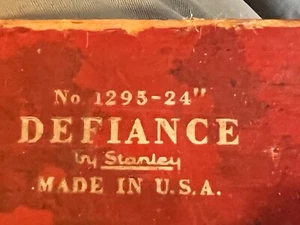 No 1295-24"
DEFIANCE
by Stanley
MADE IN U.S.A.